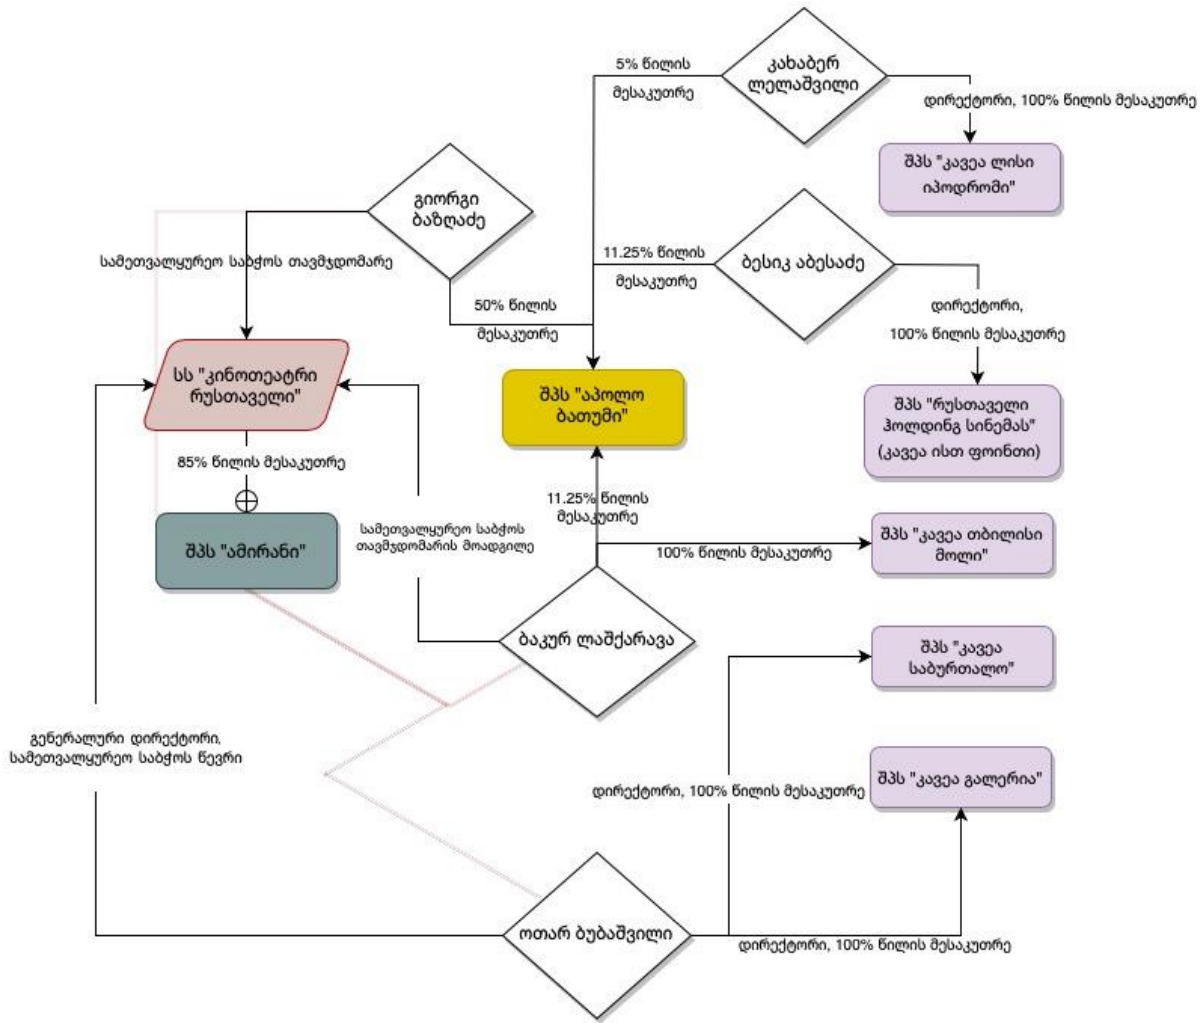 კახაბერ
ლელაშვილი
5% წილის
მესაკუთრე
დირექტორი, 100% წილის მესაკუთრე
შპს "კავეა ლისი
იპოდრომი"
გიორგი
ბაზღაძე
სამეთვალყურეო საბჭოს თავმჯდომარე
50% წილის
მესაკუთრე
11.25% წილის
მესაკუთრე
ბესიკ აბესაძე
დირექტორი,
100% წილის მესაკუთრე
სს "კინოთეატრი
რუსთაველი"
შპს "აპოლო
ბათუმი"
შპს "რუსთაველი
ჰოლდინგ სინემას"
(კავეა ისთ ფოინთი)
85% წილის მესაკუთრე
11.25% წილის
მესაკუთრე
შპს "ამირანი"
სამეთვალყურეო საბჭოს
თავმჯდომარის მოადგილე
100% წილის მესაკუთრე
შპს "კავეა თბილისი
მოლი"
ბაკურ ლაშქარავა
შპს "კავეა
საბურთალო"
გენერალური დირექტორი,
სამეთვალყურეო საბჭოს წევრი
დირექტორი, 100% წილის მესაკუთრე
შპს "კავეა გალერია"
ოთარ ბუბაშვილი
დირექტორი, 100% წილის მესაკუთრე